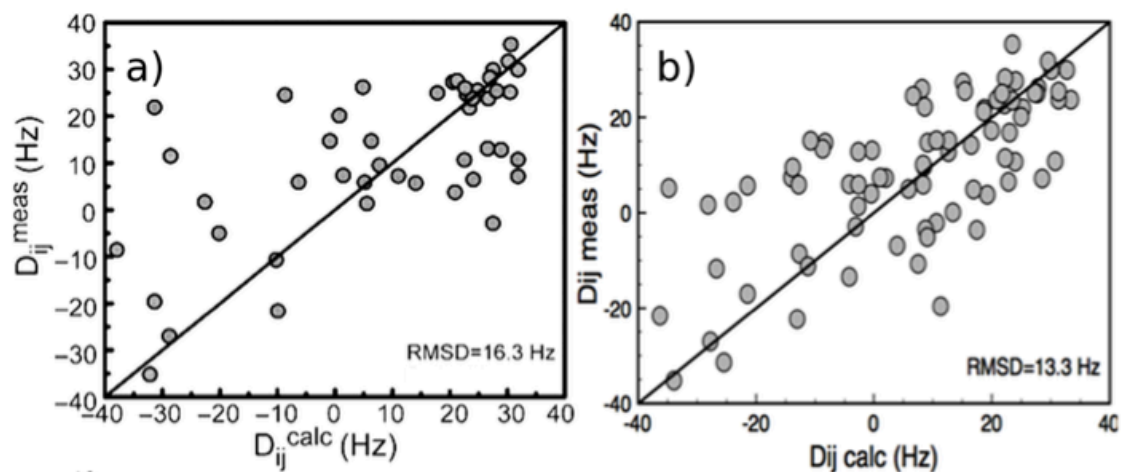 a)
40
30
20
10
0
−10
−20
−30
−40
D_ij^meas (Hz)
RMSD=16.3 Hz
−40 −30 −20 −10 0 10 20 30 40
D_ij^calc (Hz)
b)
40
20
0
-20
-40
Dij meas (Hz)
RMSD=13.3 Hz
-40 -20 0 20 40
Dij calc (Hz)